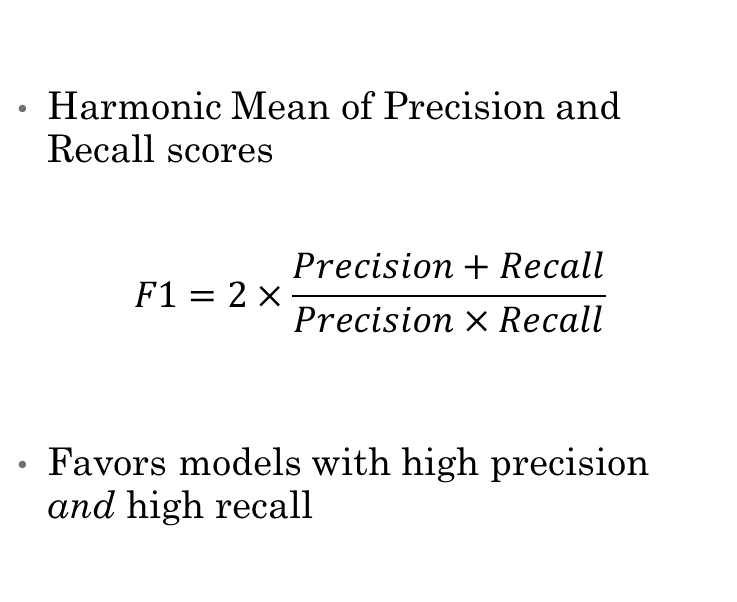 • Harmonic Mean of Precision and
Recall scores
F1 = 2 × (Precision + Recall) / (Precision × Recall)
• Favors models with high precision
and high recall